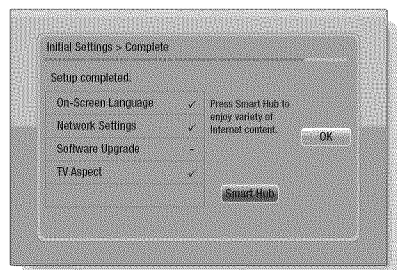 Initial Settings > Complete
Setup completed.
On-Screen Language ✓
Network Settings ✓
Software Upgrade -
TV Aspect ✓
Press Smart Hub to
enjoy variety of
Internet content.
OK
Smart Hub